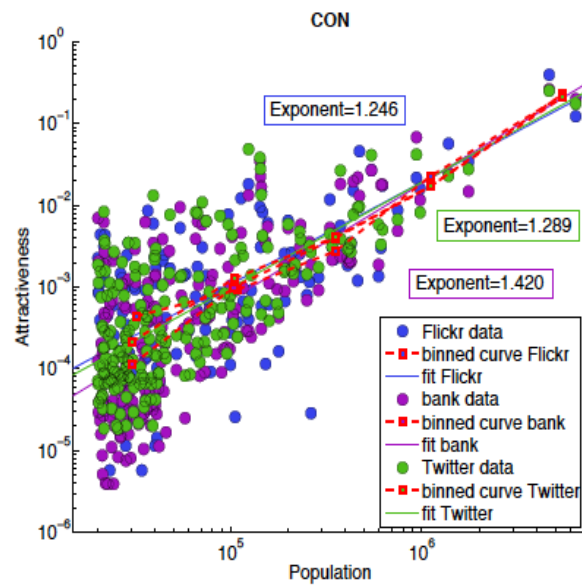 CON
10^0
10^-1
10^-2
10^-3
10^-4
10^-5
10^-6
Attractiveness
Exponent=1.246
Exponent=1.289
Exponent=1.420
Flickr data
binned curve Flickr
fit Flickr
bank data
binned curve bank
fit bank
Twitter data
binned curve Twitter
fit Twitter
10^5
10^6
Population